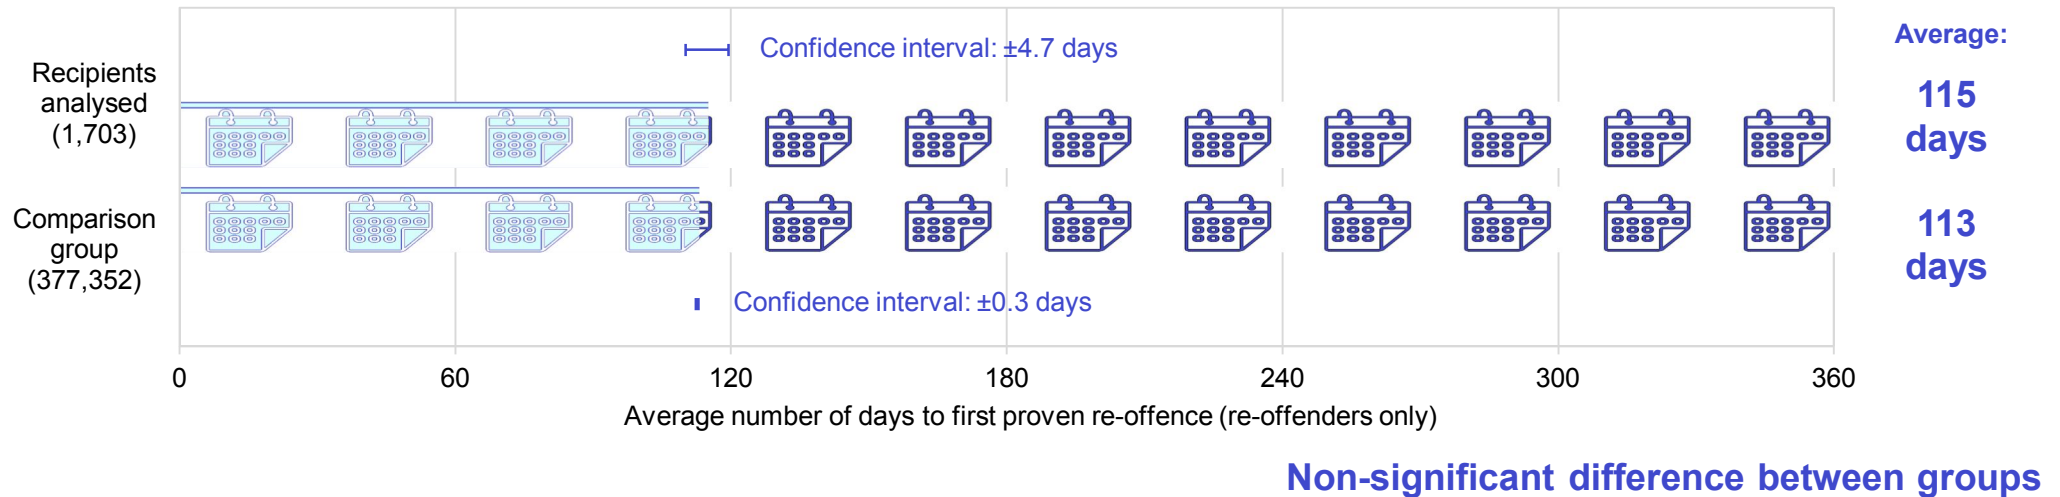 Average:
Confidence interval: ±4.7 days
Recipients
analysed
(1,703)
115
days
Comparison
group
(377,352)
113
days
Confidence interval: ±0.3 days
0 60 120 180 240 300 360
Average number of days to first proven re-offence (re-offenders only)
Non-significant difference between groups